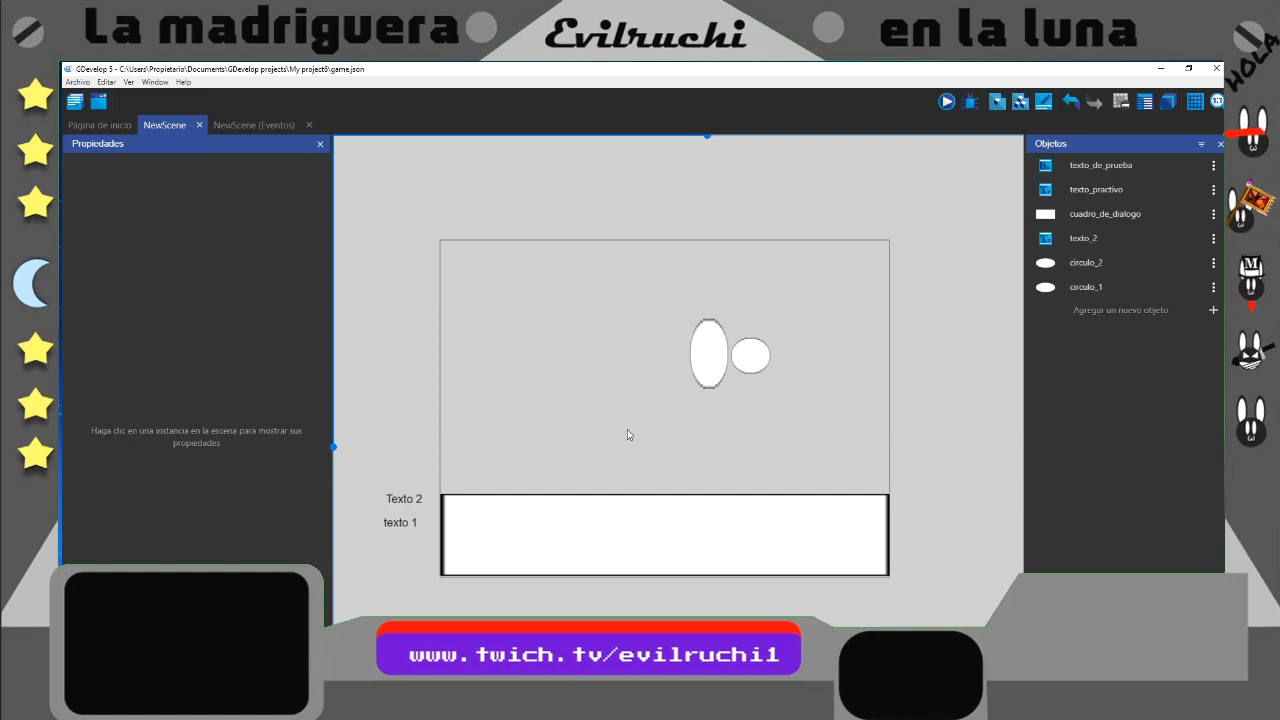 La madriguera Evilruchi en la luna
HOLA
GDevelop 5 - C:\Users\Propietario\Documents\GDevelop projects\My project6\game.json
Archivo Editar Ver Window Help
1:1
Página de inicio NewScene NewScene (Eventos)
Propiedades
Objetos
texto_de_prueba
texto_practivo
cuadro_de_dialogo
texto_2
circulo_2
circulo_1
Agregar un nuevo objeto
M
Haga clic en una instancia en la escena para mostrar sus
propiedades
Texto 2
texto 1
www.twich.tv/evilruchi1